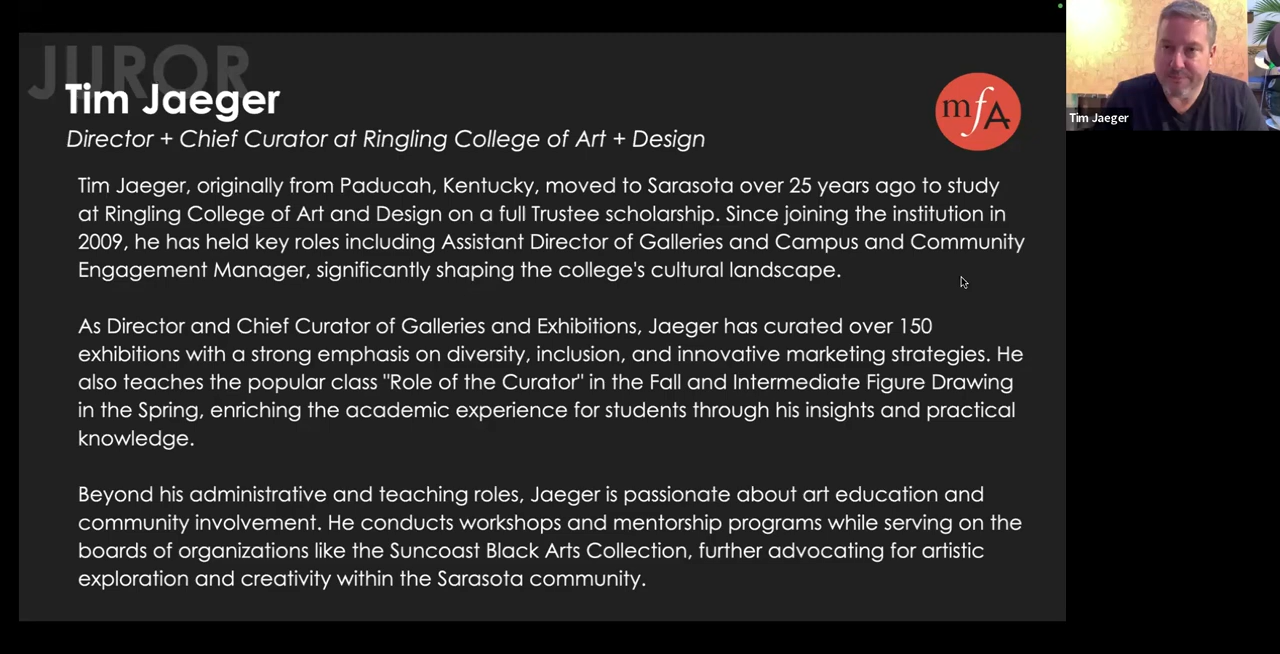 JUROR
Tim Jaeger
Director + Chief Curator at Ringling College of Art + Design
mfA
Tim Jaeger, originally from Paducah, Kentucky, moved to Sarasota over 25 years ago to study
at Ringling College of Art and Design on a full Trustee scholarship. Since joining the institution in
2009, he has held key roles including Assistant Director of Galleries and Campus and Community
Engagement Manager, significantly shaping the college's cultural landscape.
As Director and Chief Curator of Galleries and Exhibitions, Jaeger has curated over 150
exhibitions with a strong emphasis on diversity, inclusion, and innovative marketing strategies. He
also teaches the popular class "Role of the Curator" in the Fall and Intermediate Figure Drawing
in the Spring, enriching the academic experience for students through his insights and practical
knowledge.
Beyond his administrative and teaching roles, Jaeger is passionate about art education and
community involvement. He conducts workshops and mentorship programs while serving on the
boards of organizations like the Suncoast Black Arts Collection, further advocating for artistic
exploration and creativity within the Sarasota community.
Tim Jaeger